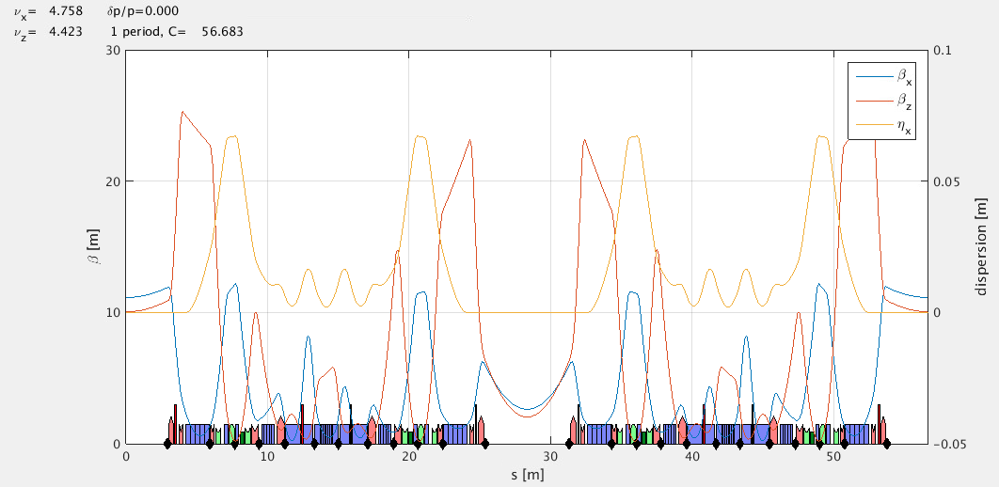 νx= 4.758 δp/p=0.000
νz= 4.423 1 period, C= 56.683
30
20
10
0
β [m]
0.1
0.05
0
-0.05
dispersion [m]
βx
βz
ηx
0 10 20 30 40 50
s [m]